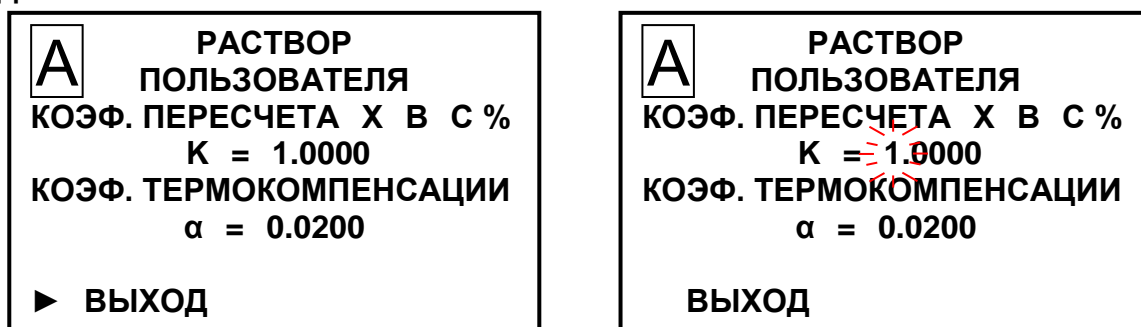 А
РАСТВОР
ПОЛЬЗОВАТЕЛЯ
КОЭФ. ПЕРЕСЧЕТА Х В С %
K = 1.0000
КОЭФ. ТЕРМОКОМПЕНСАЦИИ
α = 0.0200
► ВЫХОД
А
РАСТВОР
ПОЛЬЗОВАТЕЛЯ
КОЭФ. ПЕРЕСЧЕТА Х В С %
K = 1.0000
КОЭФ. ТЕРМОКОМПЕНСАЦИИ
α = 0.0200
ВЫХОД